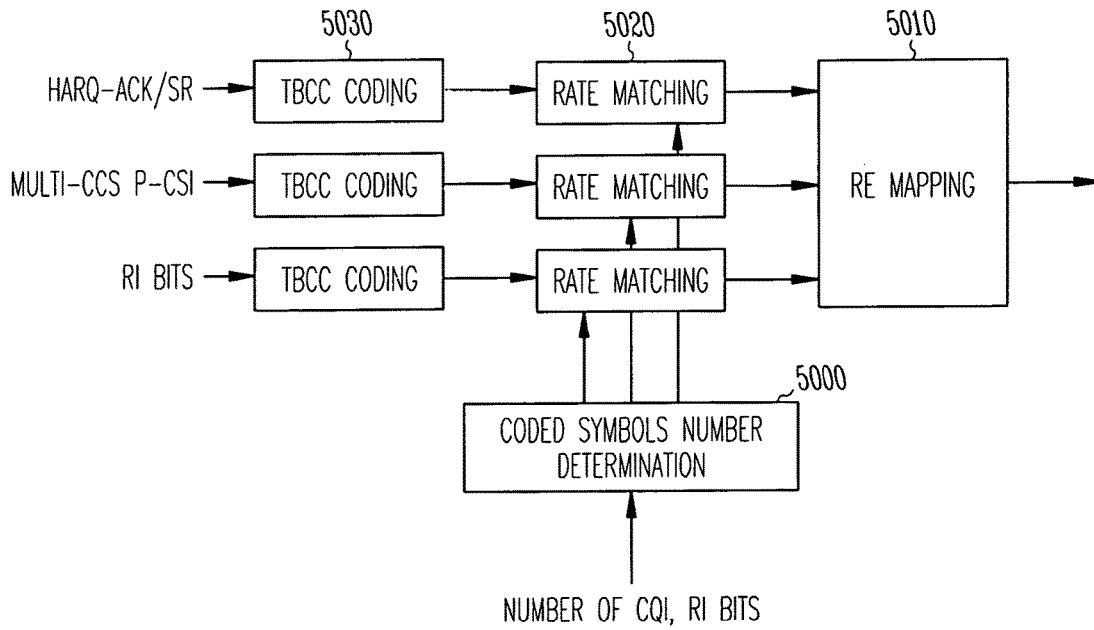 5030
5020
5010
HARQ-ACK/SR
TBCC CODING
RATE MATCHING
MULTI-CCS P-CSI
TBCC CODING
RATE MATCHING
RE MAPPING
RI BITS
TBCC CODING
RATE MATCHING
5000
CODED SYMBOLS NUMBER
DETERMINATION
NUMBER OF CQI, RI BITS